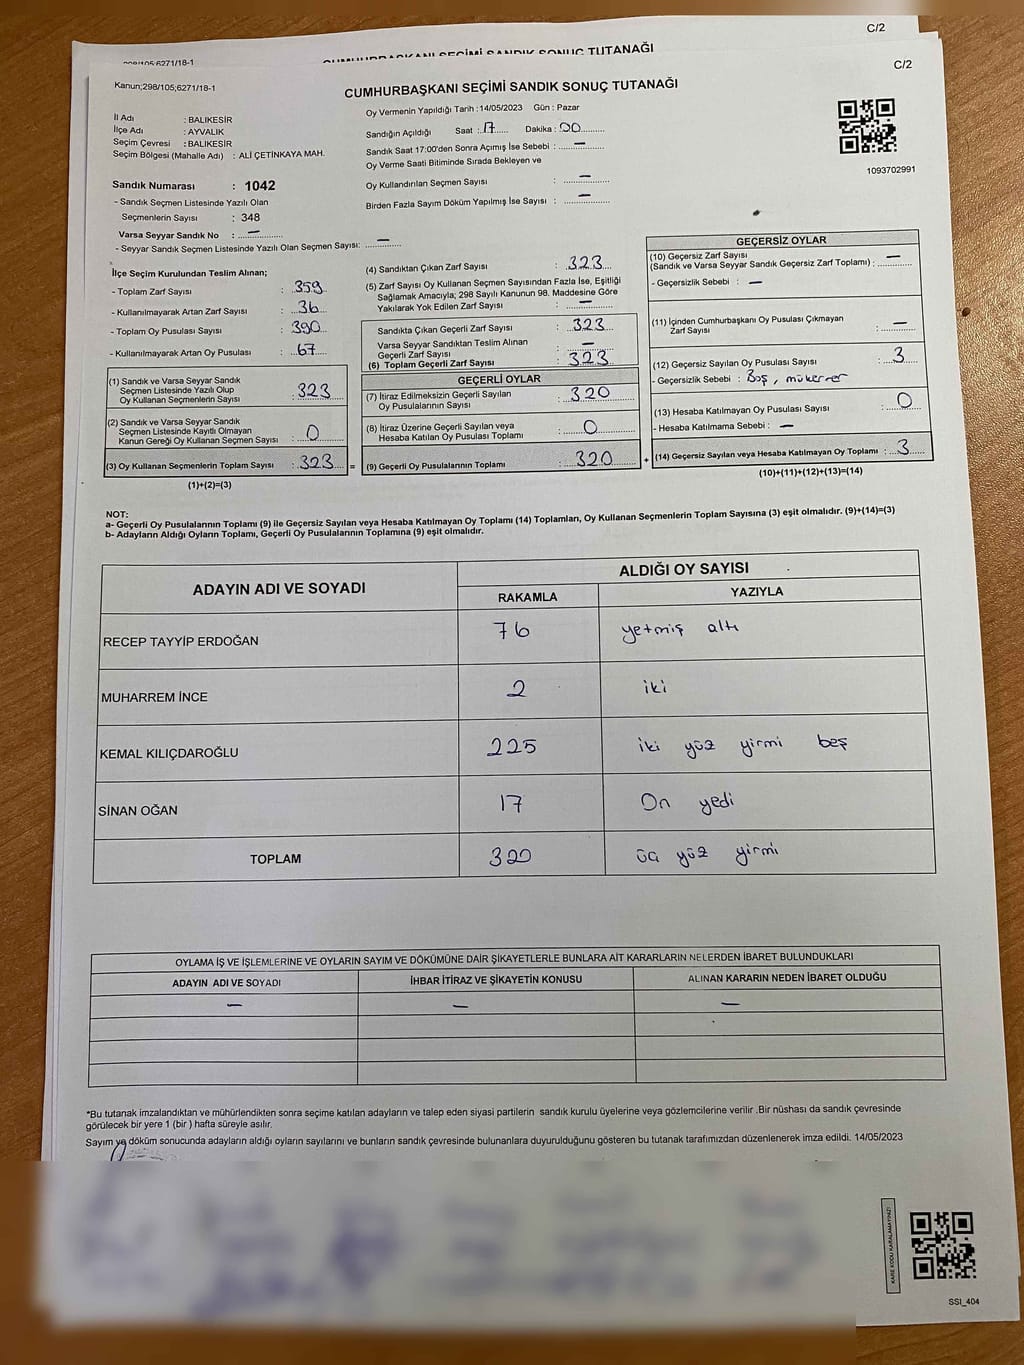 C/2
CUMHURBAŞKANI SEÇİMİ SANDIK SONUÇ TUTANAĞI
C/2
Kanun;298/105;6271/18-1
CUMHURBAŞKANI SEÇİMİ SANDIK SONUÇ TUTANAĞI
İl Adı : BALIKESİR
İlçe Adı : AYVALIK
Seçim Çevresi : BALIKESİR
Seçim Bölgesi (Mahalle Adı) : ALİ ÇETİNKAYA MAH.
Sandık Numarası : 1042
- Sandık Seçmen Listesinde Yazılı Olan
Seçmenlerin Sayısı : 348
Varsa Seyyar Sandık No : —
- Seyyar Sandık Seçmen Listesinde Yazılı Olan Seçmen Sayısı: —
Oy Vermenin Yapıldığı Tarih : 14/05/2023 Gün : Pazar
Sandığın Açıldığı Saat : 17 Dakika : 00
Sandık Saat 17:00'den Sonra Açımış İse Sebebi : —
Oy Verme Saati Bitiminde Sırada Bekleyen ve
Oy Kullandırılan Seçmen Sayısı : —
Birden Fazla Sayım Döküm Yapılmış İse Sayısı : —
1093702991
İlçe Seçim Kurulundan Teslim Alınan;
- Toplam Zarf Sayısı : 359
- Kullanılmayarak Artan Zarf Sayısı : 36
- Toplam Oy Pusulası Sayısı : 390
- Kullanılmayarak Artan Oy Pusulası : 67
(1) Sandık ve Varsa Seyyar Sandık
Seçmen Listesinde Yazılı Olup
Oy Kullanan Seçmenlerin Sayısı : 323
(2) Sandık ve Varsa Seyyar Sandık
Seçmen Listesinde Kayıtlı Olmayan
Kanun Gereği Oy Kullanan Seçmen Sayısı : 0
(3) Oy Kullanan Seçmenlerin Toplam Sayısı : 323 =
(1)+(2)=(3)
(4) Sandıktan Çıkan Zarf Sayısı : 323
(5) Zarf Sayısı Oy Kullanan Seçmen Sayısından Fazla İse, Eşitliği
Sağlamak Amacıyla; 298 Sayılı Kanunun 98. Maddesine Göre
Yakılarak Yok Edilen Zarf Sayısı : —
Sandıkta Çıkan Geçerli Zarf Sayısı : 323
Varsa Seyyar Sandıktan Teslim Alınan
Geçerli Zarf Sayısı : —
(6) Toplam Geçerli Zarf Sayısı : 323
GEÇERLİ OYLAR
(7) İtiraz Edilmeksizin Geçerli Sayılan
Oy Pusulalarının Sayısı : 320
(8) İtiraz Üzerine Geçerli Sayılan veya
Hesaba Katılan Oy Pusulası Toplamı : 0
(9) Geçerli Oy Pusulalarının Toplamı : 320 +
GEÇERSİZ OYLAR
(10) Geçersiz Zarf Sayısı
(Sandık ve Varsa Seyyar Sandık Geçersiz Zarf Toplamı) : —
- Geçersizlik Sebebi : —
(11) İçinden Cumhurbaşkanı Oy Pusulası Çıkmayan
Zarf Sayısı : —
(12) Geçersiz Sayılan Oy Pusulası Sayısı : 3
- Geçersizlik Sebebi : Boş, mükerrer
(13) Hesaba Katılmayan Oy Pusulası Sayısı : 0
- Hesaba Katılmama Sebebi : —
(14) Geçersiz Sayılan veya Hesaba Katılmayan Oy Toplamı : 3
(10)+(11)+(12)+(13)=(14)
NOT:
a- Geçerli Oy Pusulalarının Toplamı (9) ile Geçersiz Sayılan veya Hesaba Katılmayan Oy Toplamı (14) Toplamları, Oy Kullanan Seçmenlerin Toplam Sayısına (3) eşit olmalıdır. (9)+(14)=(3)
b- Adayların Aldığı Oyların Toplamı, Geçerli Oy Pusulalarının Toplamına (9) eşit olmalıdır.
ADAYIN ADI VE SOYADI ALDIĞI OY SAYISI
RAKAMLA YAZIYLA
RECEP TAYYİP ERDOĞAN 76 yetmiş altı
MUHARREM İNCE 2 iki
KEMAL KILIÇDAROĞLU 225 iki yüz yirmi beş
SİNAN OĞAN 17 On yedi
TOPLAM 320 üç yüz yirmi
OYLAMA İŞ VE İŞLEMLERİNE VE OYLARIN SAYIM VE DÖKÜMÜNE DAİR ŞİKAYETLERLE BUNLARA AİT KARARLARIN NELERDEN İBARET BULUNDUKLARI
ADAYIN ADI VE SOYADI İHBAR İTİRAZ VE ŞİKAYETİN KONUSU ALINAN KARARIN NEDEN İBARET OLDUĞU
— — —
*Bu tutanak imzalandıktan ve mühürlendikten sonra seçime katılan adayların ve talep eden siyasi partilerin sandık kurulu üyelerine veya gözlemcilerine verilir .Bir nüshası da sandık çevresinde
görülecek bir yere 1 (bir ) hafta süreyle asılır.
Sayım ve döküm sonucunda adayların aldığı oyların sayılarını ve bunların sandık çevresinde bulunanlara duyurulduğunu gösteren bu tutanak tarafımızdan düzenlenerek imza edildi. 14/05/2023
KARE KODU KARALAMAYINIZ!
SSI_404